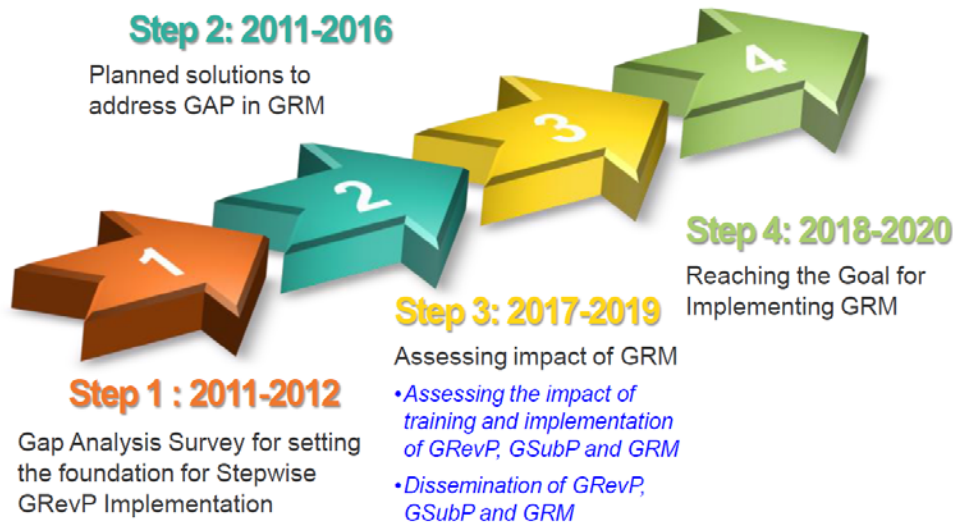 Step 1 : 2011-2012
Gap Analysis Survey for setting
the foundation for Stepwise
GRevP Implementation
1
Step 2: 2011-2016
Planned solutions to
address GAP in GRM
2
Step 3: 2017-2019
Assessing impact of GRM
•Assessing the impact of
training and implementation
of GRevP, GSubP and GRM
•Dissemination of GRevP,
GSubP and GRM
3
Step 4: 2018-2020
Reaching the Goal for
Implementing GRM
4